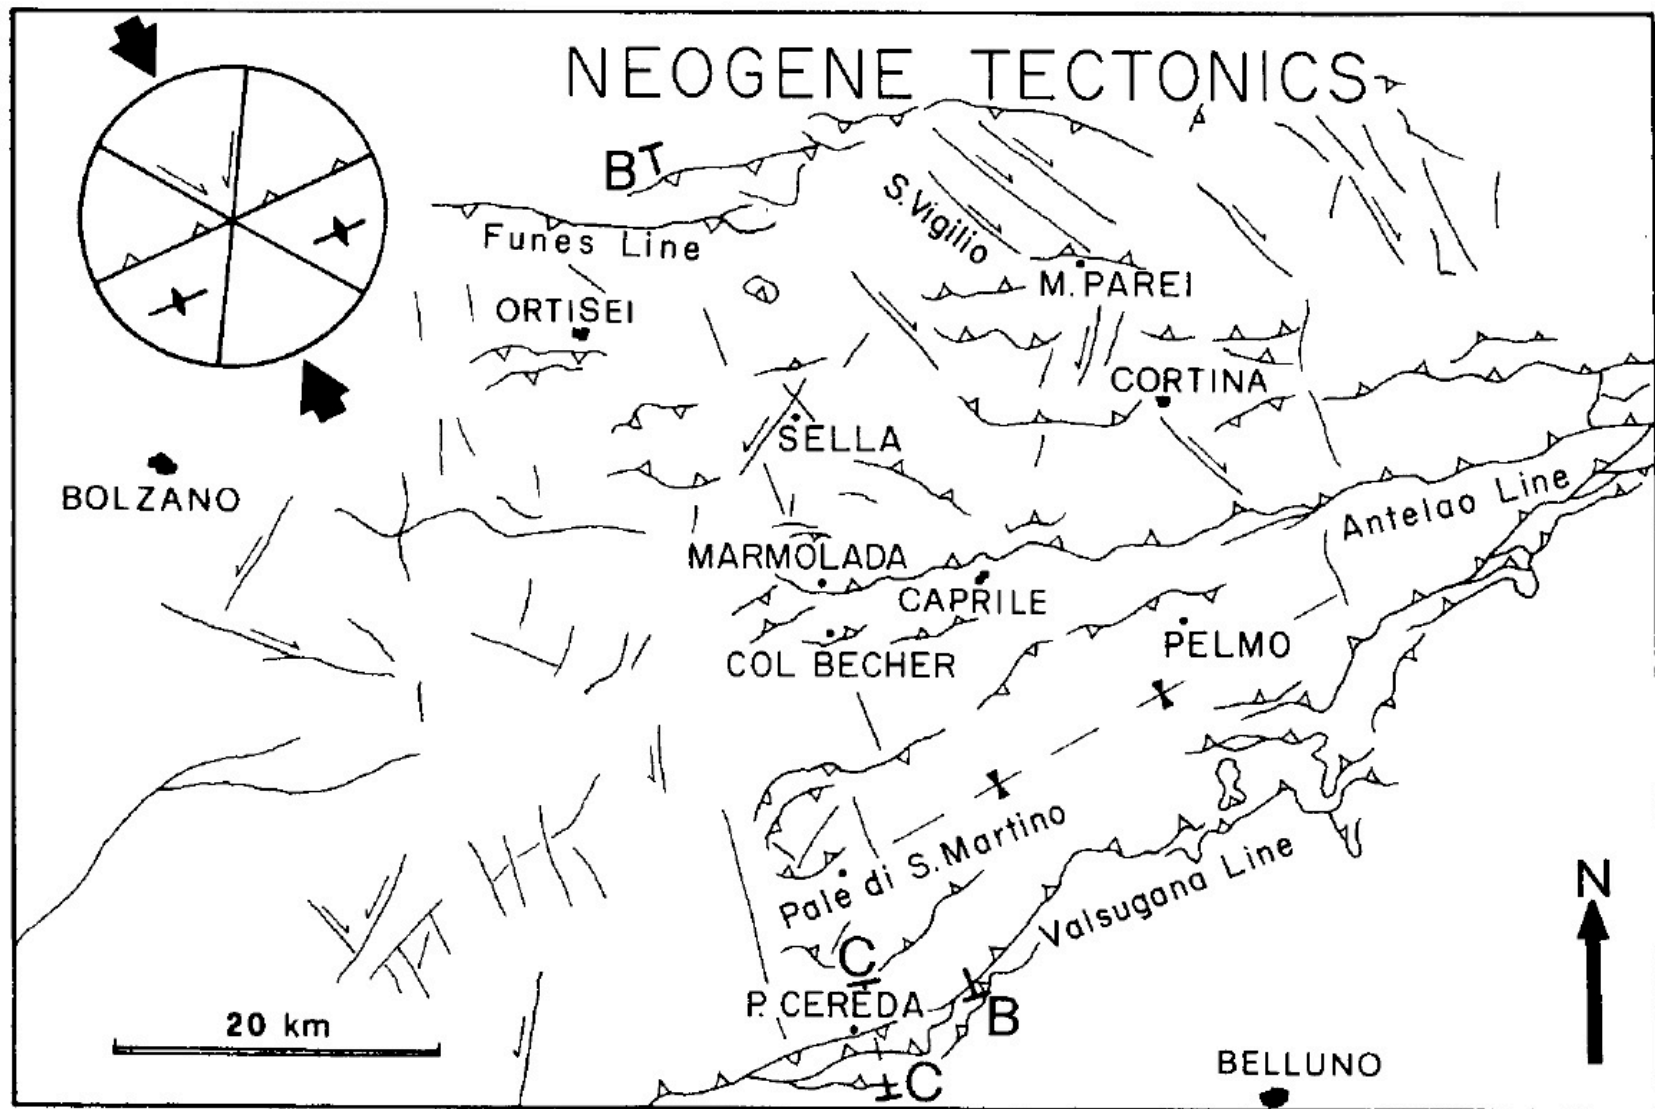 NEOGENE TECTONICS
B
Funes Line
S. Vigilio
M. PAREI
ORTISEI
CORTINA
SELLA
BOLZANO
Antelao Line
MARMOLADA
CAPRILE
PELMO
COL BECHER
Pale di S. Martino
Valsugana Line
N
C
P. CEREDA
B
20 km
BELLUNO
C